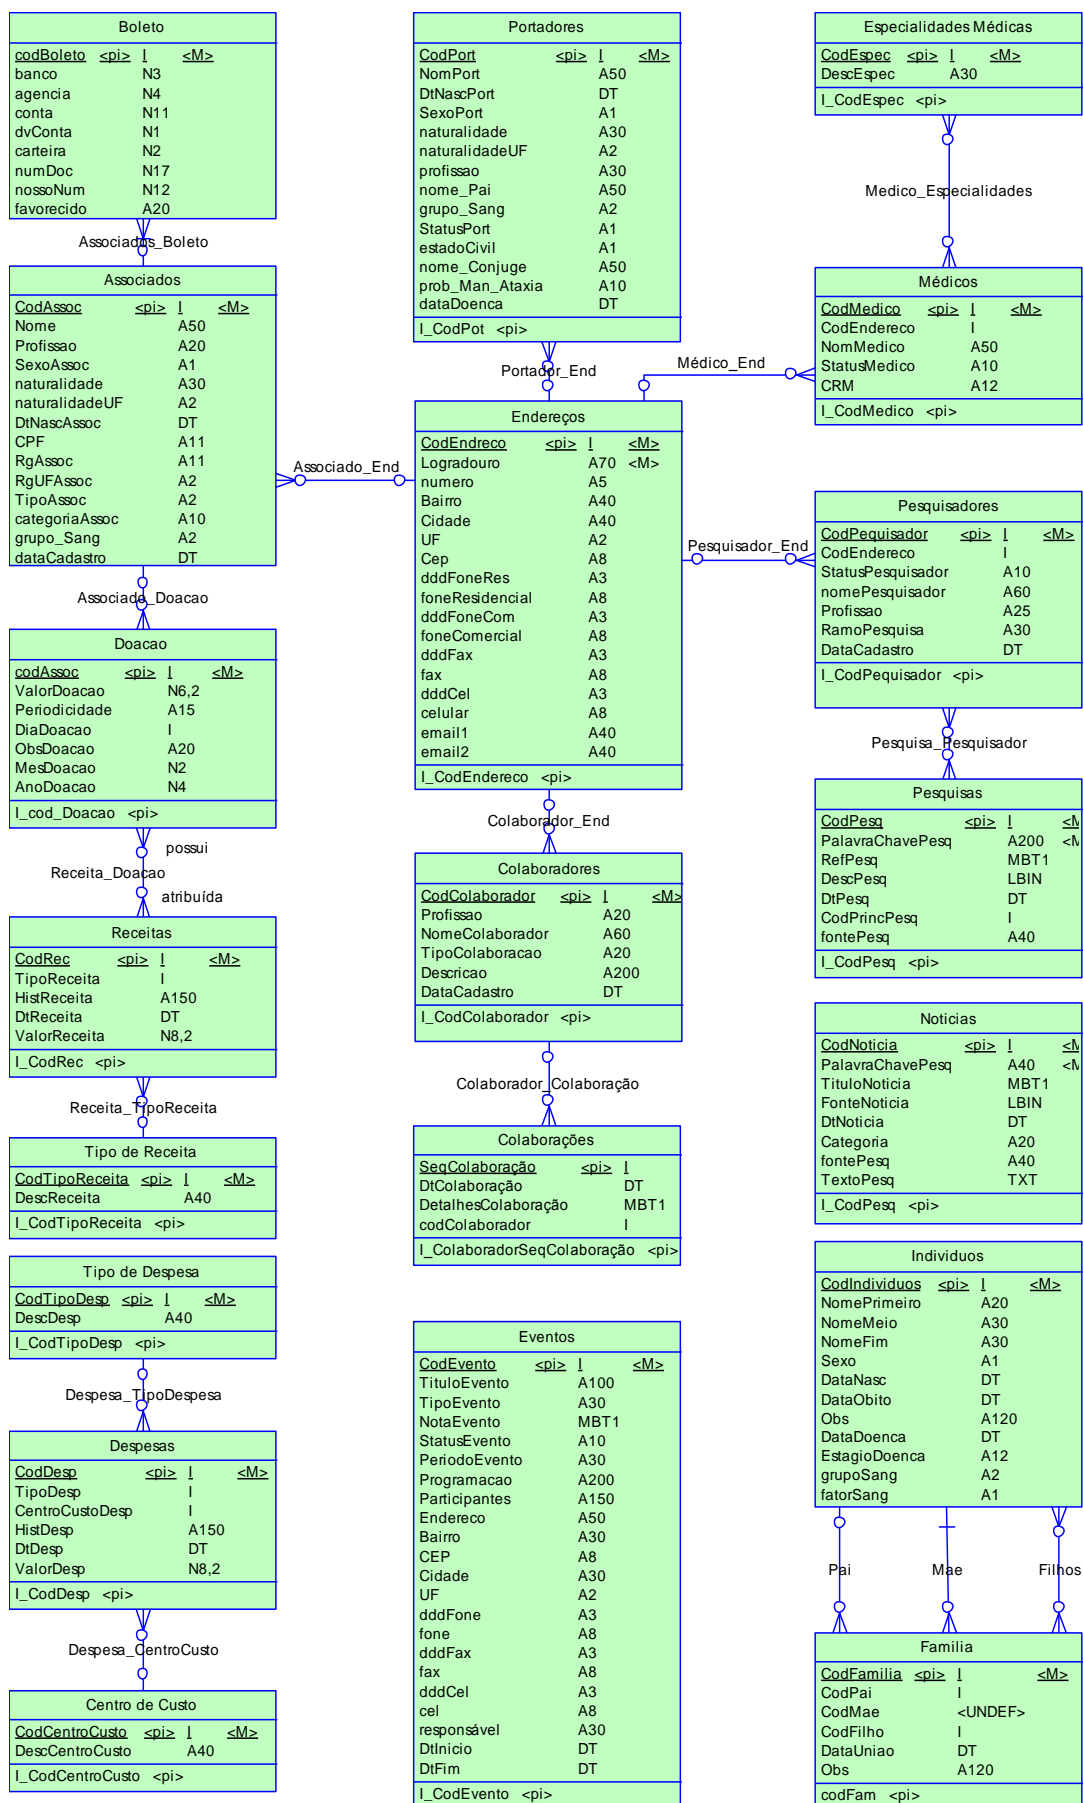 Boleto
codBoleto <pi> I <M>
banco N3
agencia N4
conta N11
dvConta N1
carteira N2
numDoc N17
nossoNum N12
favorecido A20
Associados_Boleto
Associados
CodAssoc <pi> I <M>
Nome A50
Profissao A20
SexoAssoc A1
naturalidade A30
naturalidadeUF A2
DtNascAssoc DT
CPF A11
RgAssoc A11
RgUFAssoc A2
TipoAssoc A2
categoriaAssoc A10
grupo_Sang A2
dataCadastro DT
Associado_Doacao
Doacao
codAssoc <pi> I <M>
ValorDoacao N6,2
Periodicidade A15
DiaDoacao I
ObsDoacao A20
MesDoacao N2
AnoDoacao N4
I_cod_Doacao <pi>
possui
Receita_Doacao
atribuída
Receitas
CodRec <pi> I <M>
TipoReceita I
HistReceita A150
DtReceita DT
ValorReceita N8,2
I_CodRec <pi>
Receita_TipoReceita
Tipo de Receita
CodTipoReceita <pi> I <M>
DescReceita A40
I_CodTipoReceita <pi>
Tipo de Despesa
CodTipoDesp <pi> I <M>
DescDesp A40
I_CodTipoDesp <pi>
Despesa_TipoDespesa
Despesas
CodDesp <pi> I <M>
TipoDesp I
CentroCustoDesp I
HistDesp A150
DtDesp DT
ValorDesp N8,2
I_CodDesp <pi>
Despesa_CentroCusto
Centro de Custo
CodCentroCusto <pi> I <M>
DescCentroCusto A40
I_CodCentroCusto <pi>
Portadores
CodPort <pi> I <M>
NomPort A50
DtNascPort DT
SexoPort A1
naturalidade A30
naturalidadeUF A2
profissao A30
nome_Pai A50
grupo_Sang A2
StatusPort A1
estadoCivil A1
nome_Conjuge A50
prob_Man_Ataxia A10
dataDoenca DT
I_CodPot <pi>
Portador_End
Médico_End
Associado_End
Endereços
CodEndreco <pi> I <M>
Logradouro A70 <M>
numero A5
Bairro A40
Cidade A40
UF A2
Cep A8
dddFoneRes A3
foneResidencial A8
dddFoneCom A3
foneComercial A8
dddFax A3
fax A8
dddCel A3
celular A8
email1 A40
email2 A40
I_CodEndereco <pi>
Pesquisador_End
Colaborador_End
Colaboradores
CodColaborador <pi> I <M>
Profissao A20
NomeColaborador A60
TipoColaboracao A20
Descricao A200
DataCadastro DT
I_CodColaborador <pi>
Colaborador_Colaboração
Colaborações
SeqColaboração <pi> I
DtColaboração DT
DetalhesColaboração MBT1
codColaborador I
I_ColaboradorSeqColaboração <pi>
Eventos
CodEvento <pi> I <M>
TituloEvento A100
TipoEvento A30
NotaEvento MBT1
StatusEvento A10
PeriodoEvento A30
Programacao A200
Participantes A150
Endereco A50
Bairro A30
CEP A8
Cidade A30
UF A2
dddFone A3
fone A8
dddFax A3
fax A8
dddCel A3
cel A8
responsável A30
DtInicio DT
DtFim DT
I_CodEvento <pi>
Especialidades Médicas
CodEspec <pi> I <M>
DescEspec A30
I_CodEspec <pi>
Medico_Especialidades
Médicos
CodMedico <pi> I <M>
CodEndereco I
NomMedico A50
StatusMedico A10
CRM A12
I_CodMedico <pi>
Pesquisadores
CodPequisador <pi> I <M>
CodEndereco I
StatusPesquisador A10
nomePesquisador A60
Profissao A25
RamoPesquisa A30
DataCadastro DT
I_CodPequisador <pi>
Pesquisa_Pesquisador
Pesquisas
CodPesq <pi> I <M
PalavraChavePesq A200 <M
RefPesq MBT1
DescPesq LBIN
DtPesq DT
CodPrincPesq I
fontePesq A40
I_CodPesq <pi>
Noticias
CodNoticia <pi> I <M
PalavraChavePesq A40 <M
TituloNoticia MBT1
FonteNoticia LBIN
DtNoticia DT
Categoria A20
fontePesq A40
TextoPesq TXT
I_CodPesq <pi>
Individuos
CodIndividuos <pi> I <M>
NomePrimeiro A20
NomeMeio A30
NomeFim A30
Sexo A1
DataNasc DT
DataObito DT
Obs A120
DataDoenca DT
EstagioDoenca A12
grupoSang A2
fatorSang A1
Pai Mae Filhos
Familia
CodFamilia <pi> I <M>
CodPai I
CodMae <UNDEF>
CodFilho I
DataUniao DT
Obs A120
codFam <pi>